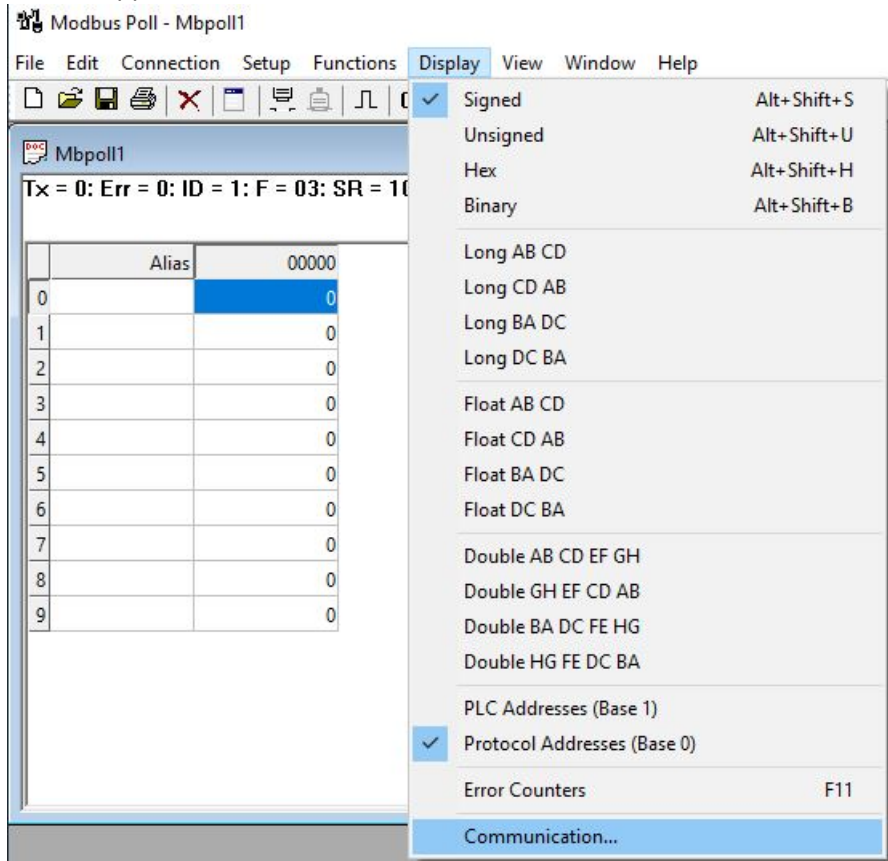 Modbus Poll - Mbpoll1
File Edit Connection Setup Functions Display View Window Help
Mbpoll1
Tx = 0: Err = 0: ID = 1: F = 03: SR = 10
Alias 00000
0 0
1 0
2 0
3 0
4 0
5 0
6 0
7 0
8 0
9 0
Signed Alt+Shift+S
Unsigned Alt+Shift+U
Hex Alt+Shift+H
Binary Alt+Shift+B
Long AB CD
Long CD AB
Long BA DC
Long DC BA
Float AB CD
Float CD AB
Float BA DC
Float DC BA
Double AB CD EF GH
Double GH EF CD AB
Double BA DC FE HG
Double HG FE DC BA
PLC Addresses (Base 1)
Protocol Addresses (Base 0)
Error Counters F11
Communication...